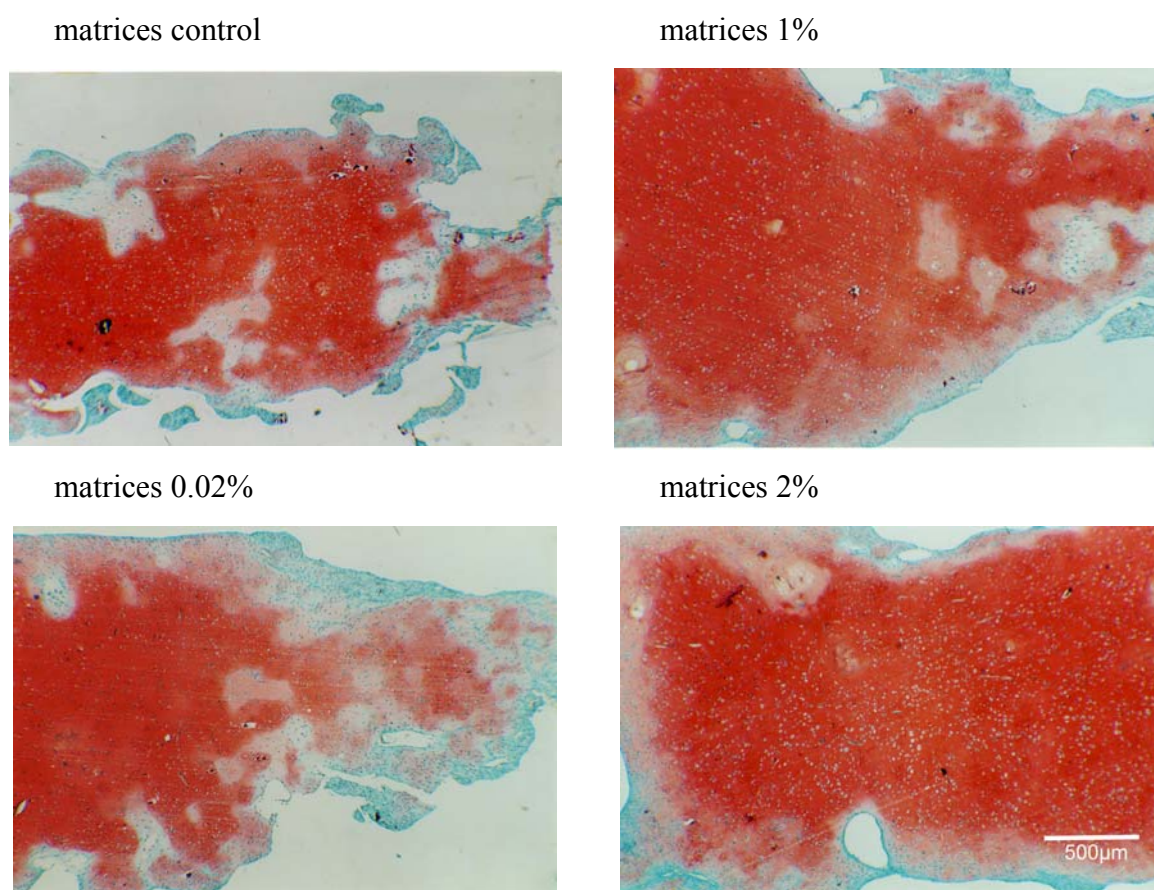 matrices control
matrices 1%
matrices 0.02%
matrices 2%
500µm